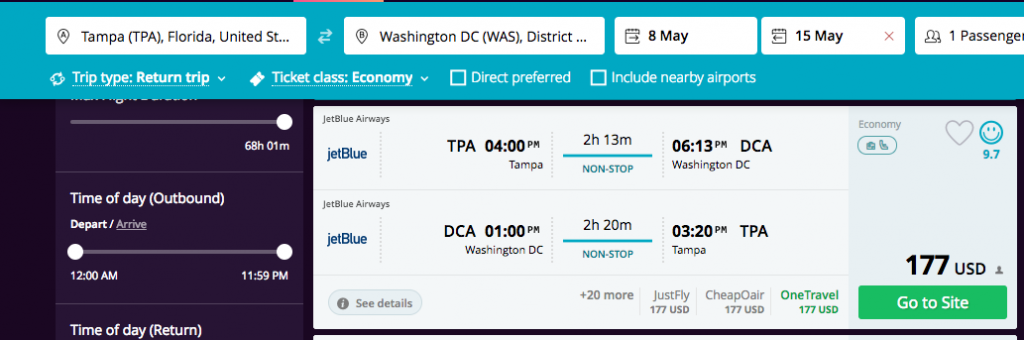 A Tampa (TPA), Florida, United St...
B Washington DC (WAS), District ...
8 May
15 May
1 Passenger
Trip type: Return trip
Ticket class: Economy
Direct preferred
Include nearby airports
Max Flight Duration
68h 01m
Time of day (Outbound)
Depart / Arrive
12:00 AM 11:59 PM
Time of day (Return)
JetBlue Airways
jetBlue
TPA 04:00 PM
Tampa
2h 13m
NON-STOP
06:13 PM DCA
Washington DC
JetBlue Airways
jetBlue
DCA 01:00 PM
Washington DC
2h 20m
NON-STOP
03:20 PM TPA
Tampa
See details
+20 more
JustFly
177 USD
CheapOair
177 USD
OneTravel
177 USD
Economy
9.7
177 USD
Go to Site